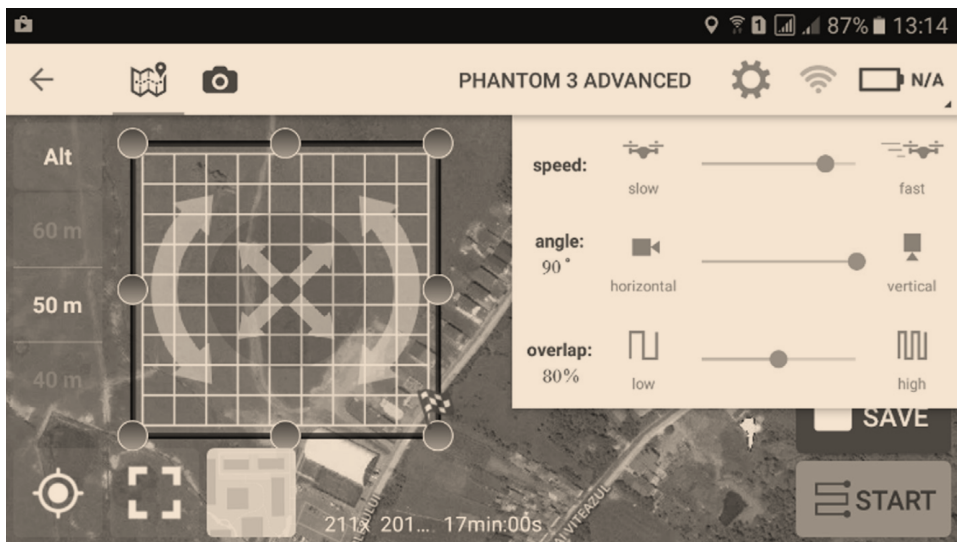 1 87% 13:14
PHANTOM 3 ADVANCED N/A
Alt
60 m
50 m
40 m
speed:
slow
fast
angle:
90°
horizontal
vertical
overlap:
80%
low
high
SAVE
START
211x 201... 17min:00s